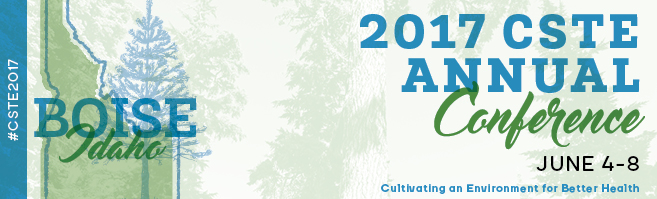 #CSTE2017
BOISE
Idaho
2017 CSTE
ANNUAL
Conference
JUNE 4-8
Cultivating an Environment for Better Health